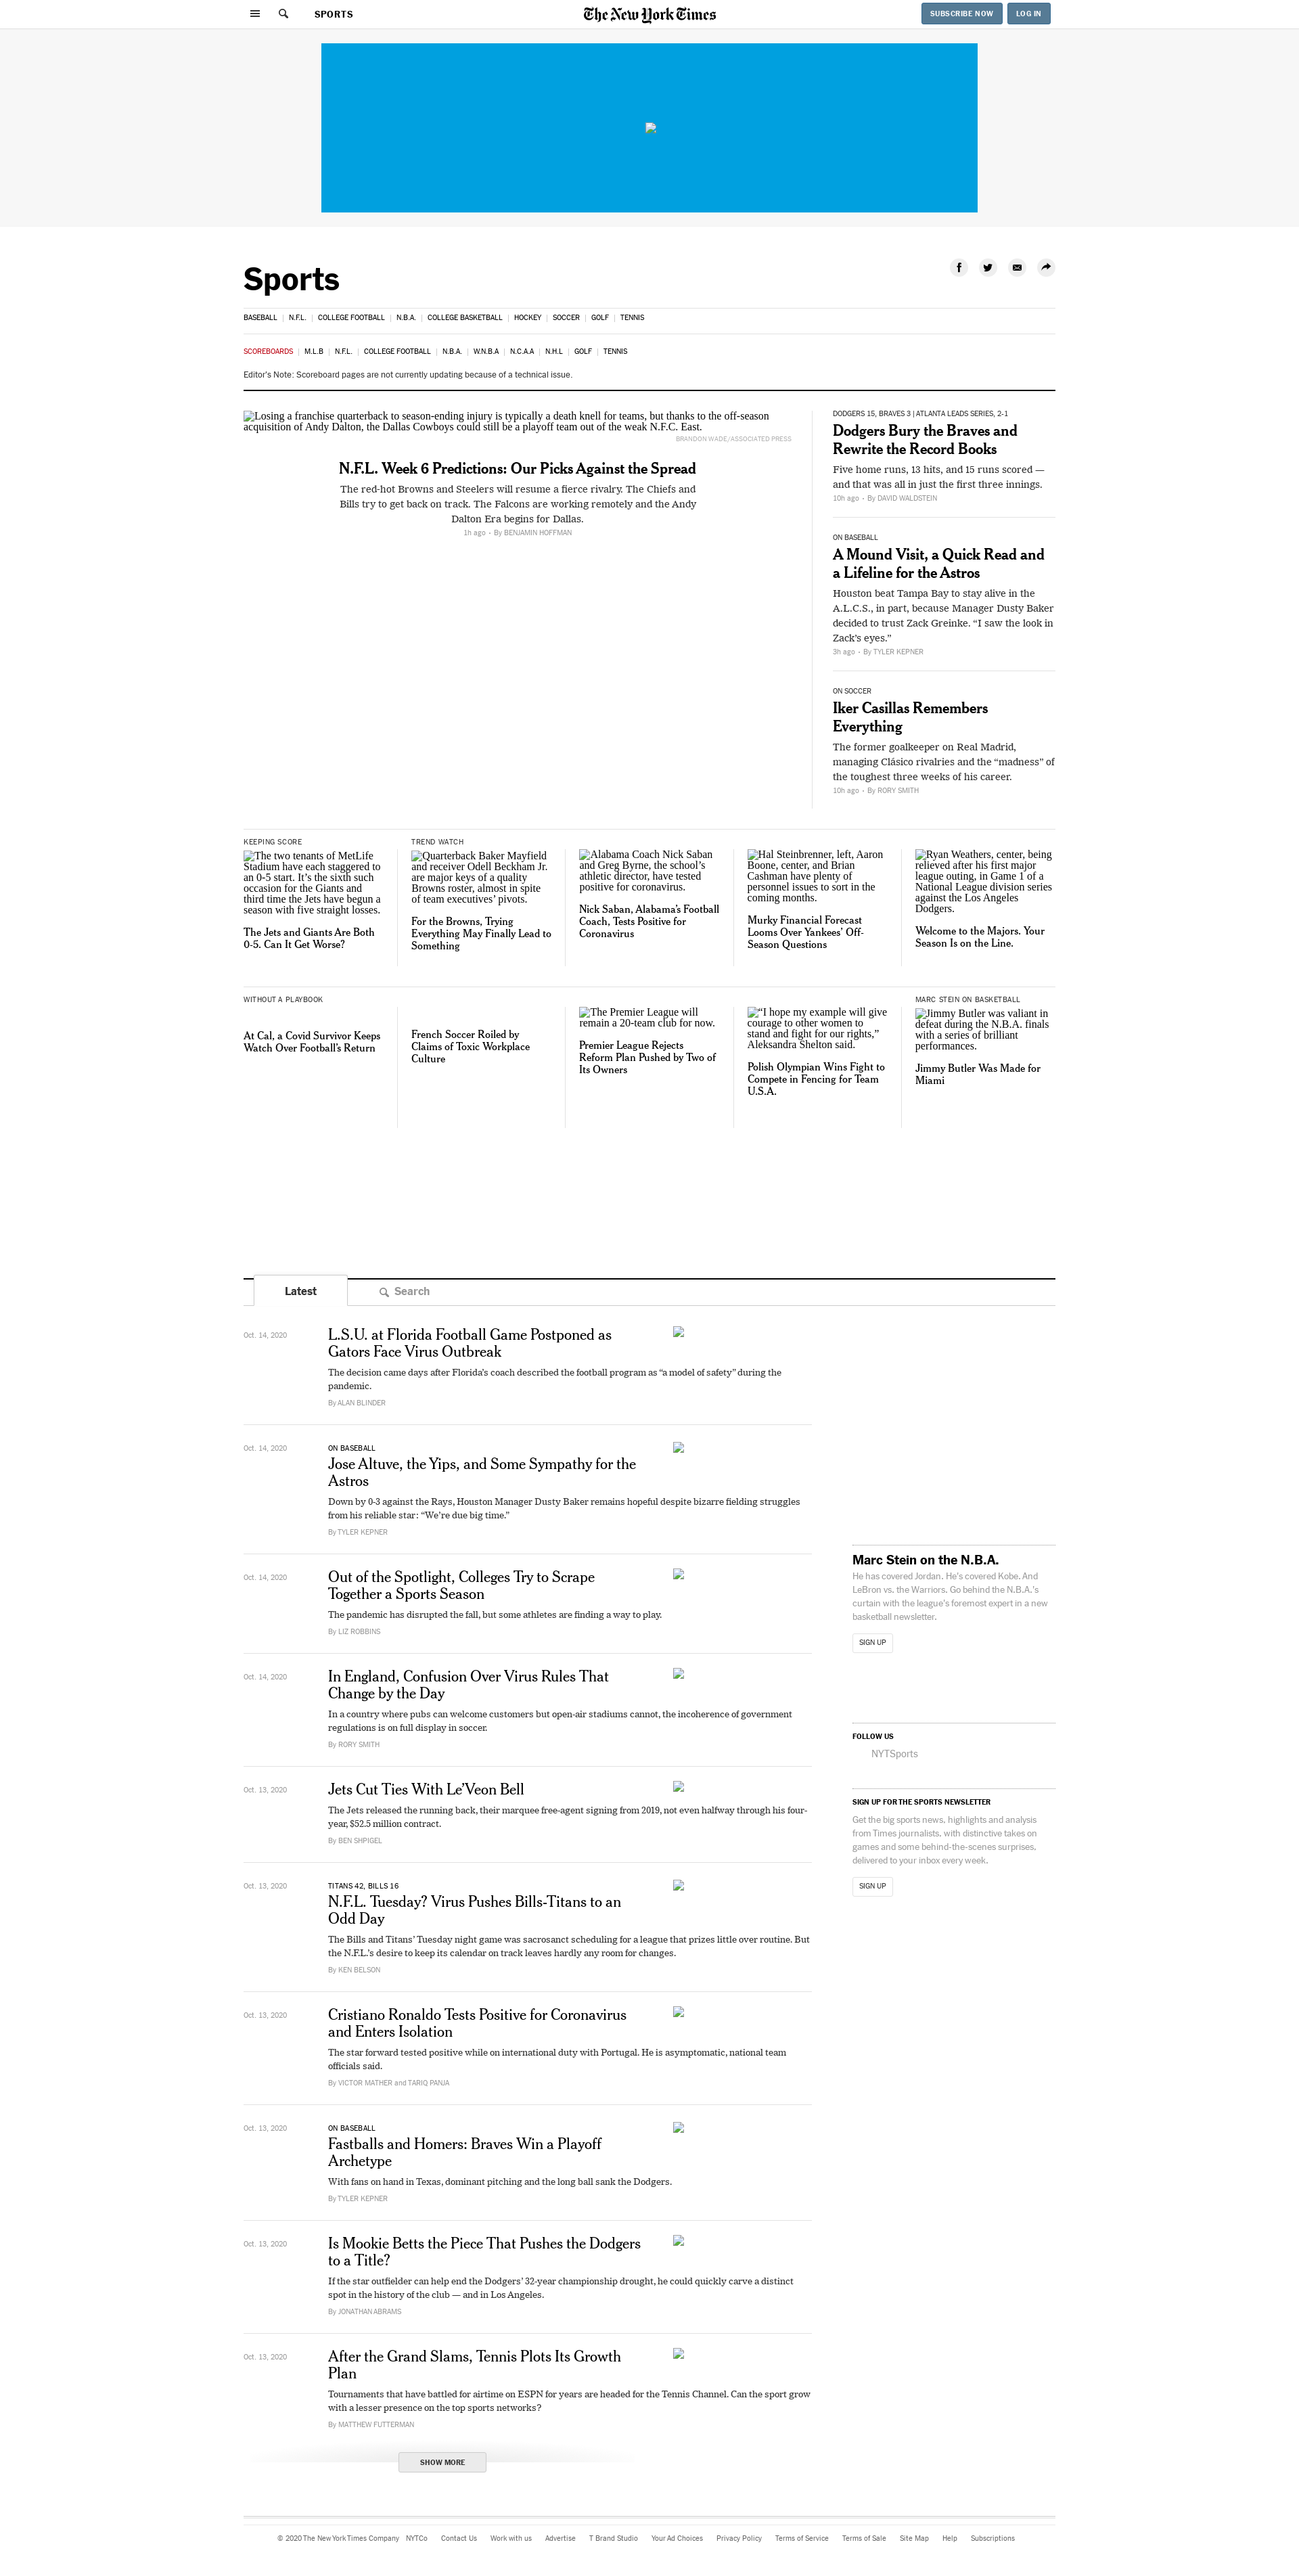 SPORTS
The New York Times
SUBSCRIBE NOW
LOG IN
Sports
BASEBALL | N.F.L. | COLLEGE FOOTBALL | N.B.A. | COLLEGE BASKETBALL | HOCKEY | SOCCER | GOLF | TENNIS
SCOREBOARDS | M.L.B | N.F.L. | COLLEGE FOOTBALL | N.B.A. | W.N.B.A | N.C.A.A | N.H.L | GOLF | TENNIS
Editor's Note: Scoreboard pages are not currently updating because of a technical issue.
Losing a franchise quarterback to season-ending injury is typically a death knell for teams, but thanks to the off-season
acquisition of Andy Dalton, the Dallas Cowboys could still be a playoff team out of the weak N.F.C. East.
BRANDON WADE/ASSOCIATED PRESS
N.F.L. Week 6 Predictions: Our Picks Against the Spread
The red-hot Browns and Steelers will resume a fierce rivalry. The Chiefs and
Bills try to get back on track. The Falcons are working remotely and the Andy
Dalton Era begins for Dallas.
1h ago • By BENJAMIN HOFFMAN
DODGERS 15, BRAVES 3 | ATLANTA LEADS SERIES, 2-1
Dodgers Bury the Braves and
Rewrite the Record Books
Five home runs, 13 hits, and 15 runs scored —
and that was all in just the first three innings.
10h ago • By DAVID WALDSTEIN
ON BASEBALL
A Mound Visit, a Quick Read and
a Lifeline for the Astros
Houston beat Tampa Bay to stay alive in the
A.L.C.S., in part, because Manager Dusty Baker
decided to trust Zack Greinke. “I saw the look in
Zack’s eyes.”
3h ago • By TYLER KEPNER
ON SOCCER
Iker Casillas Remembers
Everything
The former goalkeeper on Real Madrid,
managing Clásico rivalries and the “madness” of
the toughest three weeks of his career.
10h ago • By RORY SMITH
KEEPING SCORE
The two tenants of MetLife
Stadium have each staggered to
an 0-5 start. It’s the sixth such
occasion for the Giants and
third time the Jets have begun a
season with five straight losses.
The Jets and Giants Are Both
0-5. Can It Get Worse?
TREND WATCH
Quarterback Baker Mayfield
and receiver Odell Beckham Jr.
are major keys of a quality
Browns roster, almost in spite
of team executives’ pivots.
For the Browns, Trying
Everything May Finally Lead to
Something
Alabama Coach Nick Saban
and Greg Byrne, the school’s
athletic director, have tested
positive for coronavirus.
Nick Saban, Alabama’s Football
Coach, Tests Positive for
Coronavirus
Hal Steinbrenner, left, Aaron
Boone, center, and Brian
Cashman have plenty of
personnel issues to sort in the
coming months.
Murky Financial Forecast
Looms Over Yankees’ Off-
Season Questions
Ryan Weathers, center, being
relieved after his first major
league outing, in Game 1 of a
National League division series
against the Los Angeles
Dodgers.
Welcome to the Majors. Your
Season Is on the Line.
WITHOUT A PLAYBOOK
At Cal, a Covid Survivor Keeps
Watch Over Football’s Return
French Soccer Roiled by
Claims of Toxic Workplace
Culture
The Premier League will
remain a 20-team club for now.
Premier League Rejects
Reform Plan Pushed by Two of
Its Owners
“I hope my example will give
courage to other women to
stand and fight for our rights,”
Aleksandra Shelton said.
Polish Olympian Wins Fight to
Compete in Fencing for Team
U.S.A.
MARC STEIN ON BASKETBALL
Jimmy Butler was valiant in
defeat during the N.B.A. finals
with a series of brilliant
performances.
Jimmy Butler Was Made for
Miami
Latest
Search
Oct. 14, 2020
L.S.U. at Florida Football Game Postponed as
Gators Face Virus Outbreak
The decision came days after Florida’s coach described the football program as “a model of safety” during the
pandemic.
By ALAN BLINDER
Oct. 14, 2020
ON BASEBALL
Jose Altuve, the Yips, and Some Sympathy for the
Astros
Down by 0-3 against the Rays, Houston Manager Dusty Baker remains hopeful despite bizarre fielding struggles
from his reliable star: “We’re due big time.”
By TYLER KEPNER
Oct. 14, 2020
Out of the Spotlight, Colleges Try to Scrape
Together a Sports Season
The pandemic has disrupted the fall, but some athletes are finding a way to play.
By LIZ ROBBINS
Oct. 14, 2020
In England, Confusion Over Virus Rules That
Change by the Day
In a country where pubs can welcome customers but open-air stadiums cannot, the incoherence of government
regulations is on full display in soccer.
By RORY SMITH
Oct. 13, 2020
Jets Cut Ties With Le’Veon Bell
The Jets released the running back, their marquee free-agent signing from 2019, not even halfway through his four-
year, $52.5 million contract.
By BEN SHPIGEL
Oct. 13, 2020
TITANS 42, BILLS 16
N.F.L. Tuesday? Virus Pushes Bills-Titans to an
Odd Day
The Bills and Titans’ Tuesday night game was sacrosanct scheduling for a league that prizes little over routine. But
the N.F.L.’s desire to keep its calendar on track leaves hardly any room for changes.
By KEN BELSON
Oct. 13, 2020
Cristiano Ronaldo Tests Positive for Coronavirus
and Enters Isolation
The star forward tested positive while on international duty with Portugal. He is asymptomatic, national team
officials said.
By VICTOR MATHER and TARIQ PANJA
Oct. 13, 2020
ON BASEBALL
Fastballs and Homers: Braves Win a Playoff
Archetype
With fans on hand in Texas, dominant pitching and the long ball sank the Dodgers.
By TYLER KEPNER
Oct. 13, 2020
Is Mookie Betts the Piece That Pushes the Dodgers
to a Title?
If the star outfielder can help end the Dodgers’ 32-year championship drought, he could quickly carve a distinct
spot in the history of the club — and in Los Angeles.
By JONATHAN ABRAMS
Oct. 13, 2020
After the Grand Slams, Tennis Plots Its Growth
Plan
Tournaments that have battled for airtime on ESPN for years are headed for the Tennis Channel. Can the sport grow
with a lesser presence on the top sports networks?
By MATTHEW FUTTERMAN
SHOW MORE
Marc Stein on the N.B.A.
He has covered Jordan. He’s covered Kobe. And
LeBron vs. the Warriors. Go behind the N.B.A.’s
curtain with the league’s foremost expert in a new
basketball newsletter.
SIGN UP
FOLLOW US
NYTSports
SIGN UP FOR THE SPORTS NEWSLETTER
Get the big sports news, highlights and analysis
from Times journalists, with distinctive takes on
games and some behind-the-scenes surprises,
delivered to your inbox every week.
SIGN UP
© 2020 The New York Times Company NYTCo Contact Us Work with us Advertise T Brand Studio Your Ad Choices Privacy Policy Terms of Service Terms of Sale Site Map Help Subscriptions